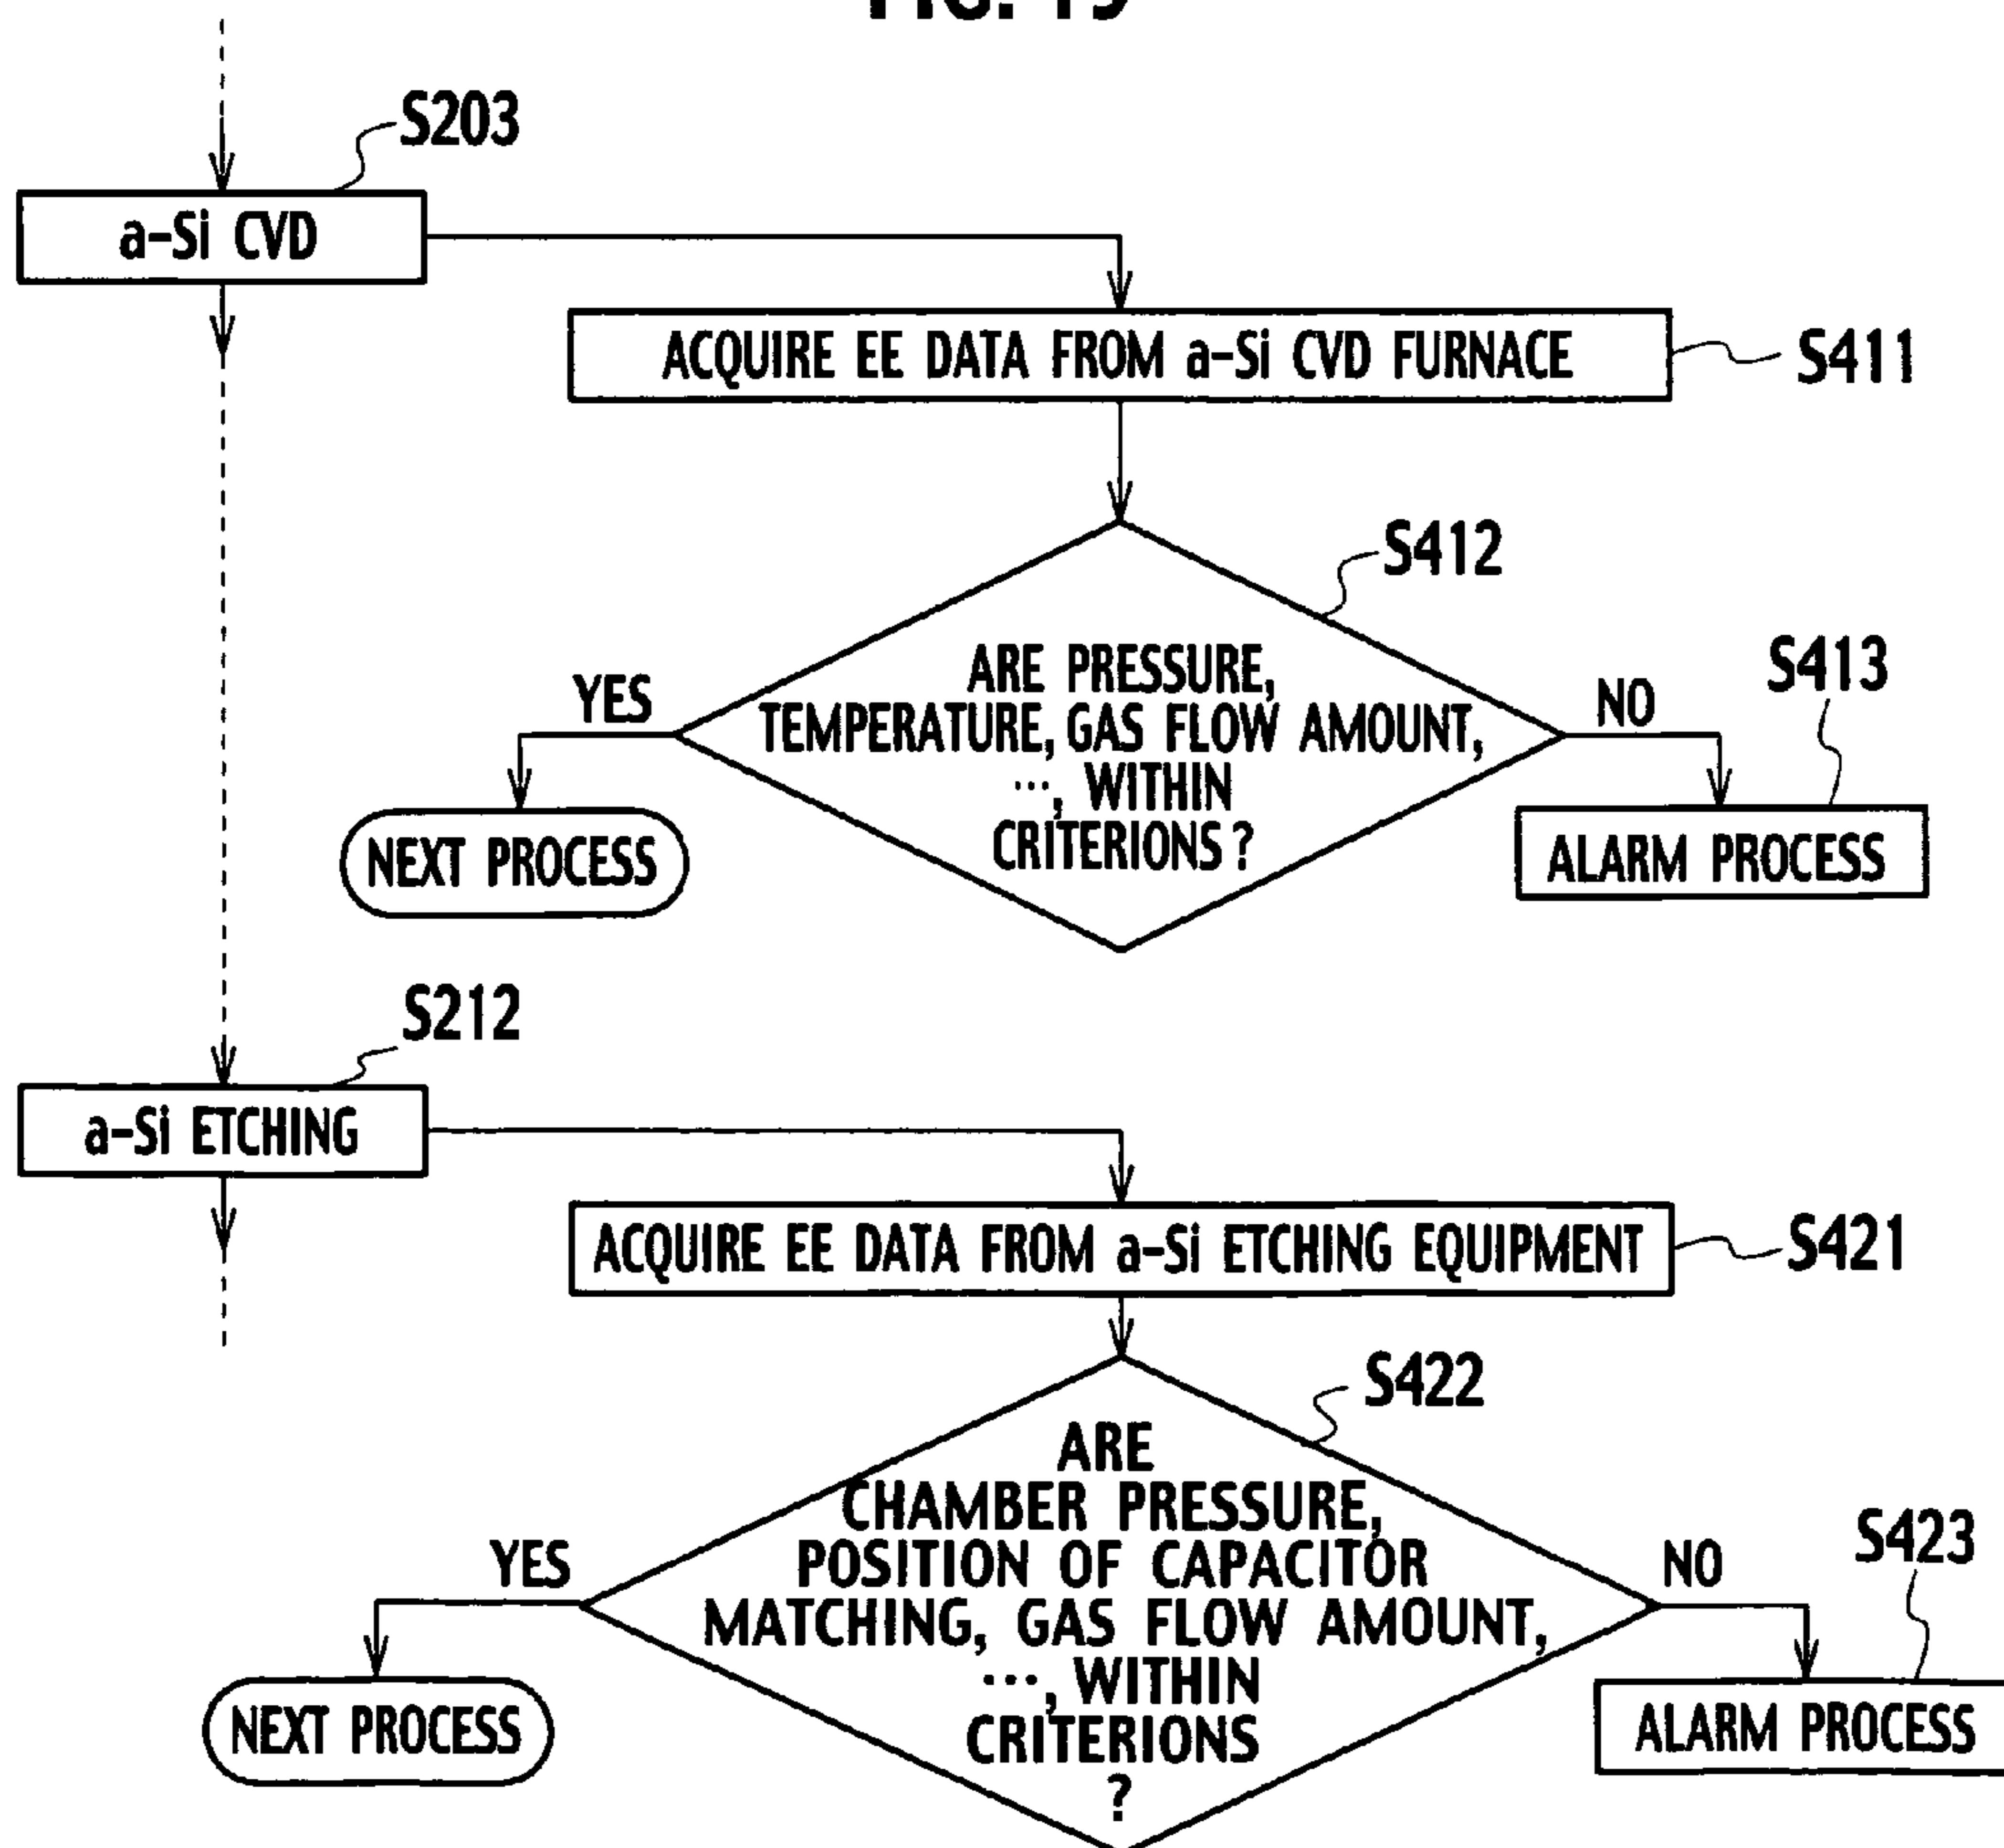 S203
a-Si CVD
ACQUIRE EE DATA FROM a-Si CVD FURNACE
S411
S412
ARE PRESSURE,
TEMPERATURE, GAS FLOW AMOUNT,
…, WITHIN
CRITERIONS?
YES
NO
S413
NEXT PROCESS
ALARM PROCESS
S212
a-Si ETCHING
ACQUIRE EE DATA FROM a-Si ETCHING EQUIPMENT
S421
S422
ARE
CHAMBER PRESSURE,
POSITION OF CAPACITOR
MATCHING, GAS FLOW AMOUNT,
…, WITHIN
CRITERIONS
?
YES
NO
S423
NEXT PROCESS
ALARM PROCESS